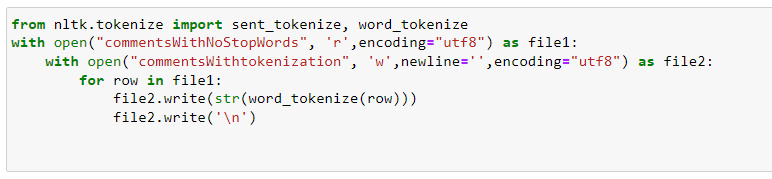 from nltk.tokenize import sent_tokenize, word_tokenize
with open("commentsWithNoStopWords", 'r',encoding="utf8") as file1:
    with open("commentsWithtokenization", 'w',newline='',encoding="utf8") as file2:
        for row in file1:
            file2.write(str(word_tokenize(row)))
            file2.write('\n')